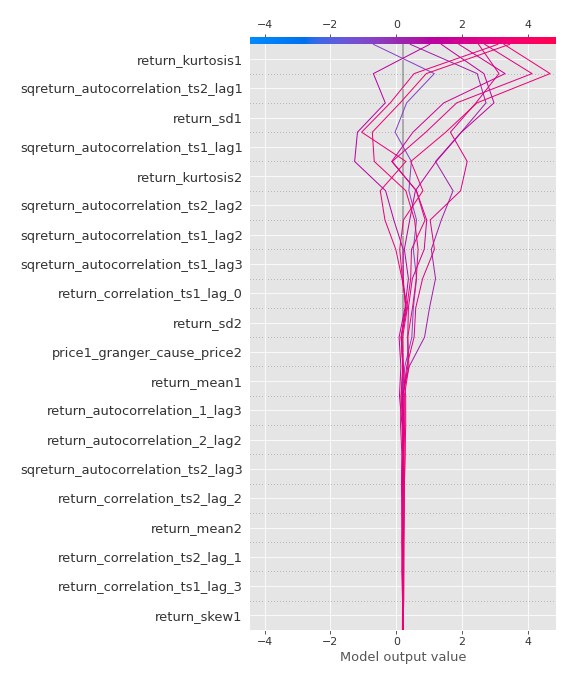 −4 −2 0 2 4
return_kurtosis1
sqreturn_autocorrelation_ts2_lag1
return_sd1
sqreturn_autocorrelation_ts1_lag1
return_kurtosis2
sqreturn_autocorrelation_ts2_lag2
sqreturn_autocorrelation_ts1_lag2
sqreturn_autocorrelation_ts1_lag3
return_correlation_ts1_lag_0
return_sd2
price1_granger_cause_price2
return_mean1
return_autocorrelation_1_lag3
return_autocorrelation_2_lag2
sqreturn_autocorrelation_ts2_lag3
return_correlation_ts2_lag_2
return_mean2
return_correlation_ts2_lag_1
return_correlation_ts1_lag_3
return_skew1
−4 −2 0 2 4
Model output value